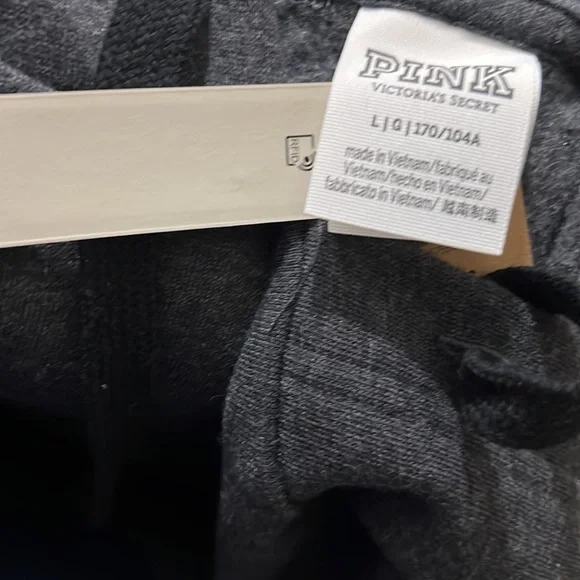 PINK
VICTORIA'S SECRET
L | G | 170/104A
made in Vietnam/fabriqué au
Vietnam/hecho en Vietnam/
fabbricato in Vietnam/ 越南制造
RFID